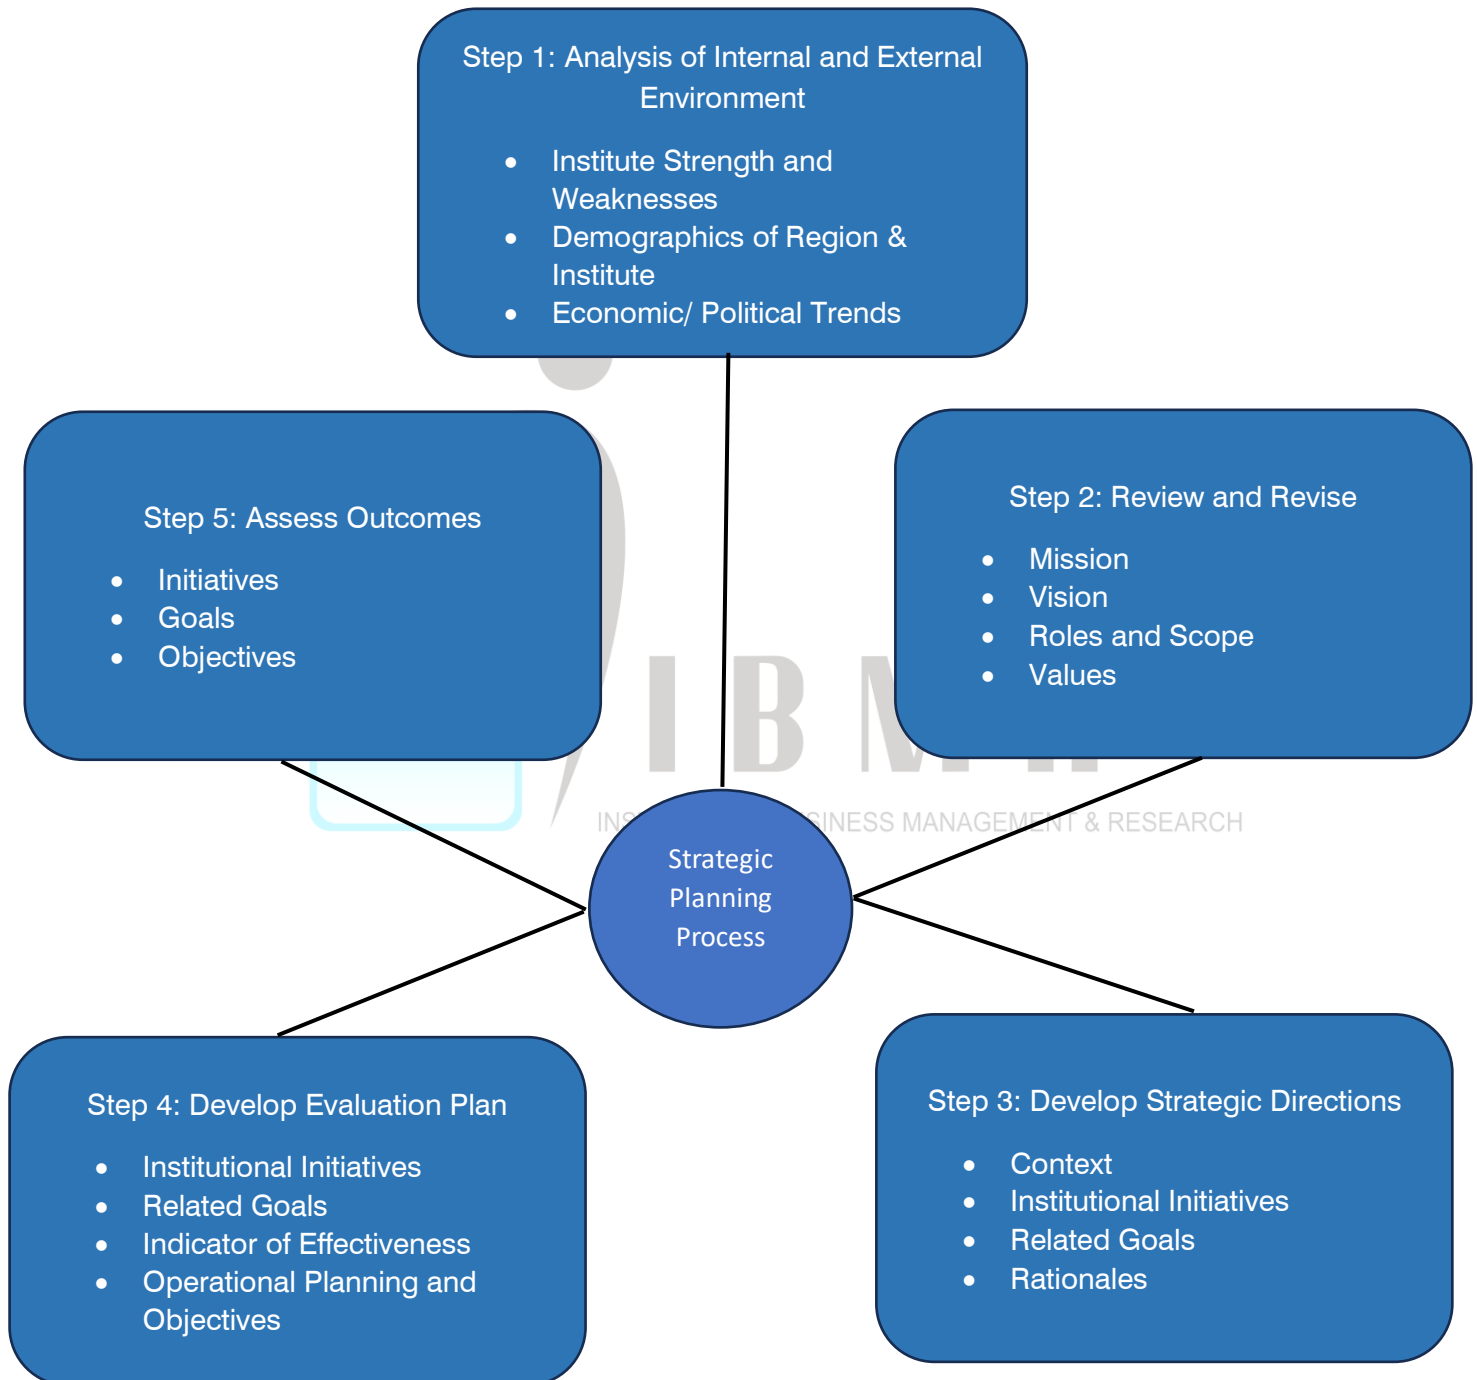 Step 1: Analysis of Internal and External
Environment
• Institute Strength and
Weaknesses
• Demographics of Region &
Institute
• Economic/ Political Trends
Step 2: Review and Revise
• Mission
• Vision
• Roles and Scope
• Values
Step 5: Assess Outcomes
• Initiatives
• Goals
• Objectives
I B M
MANAGEMENT & RESEARCH
Strategic
Planning
Process
Step 3: Develop Strategic Directions
• Context
• Institutional Initiatives
• Related Goals
• Rationales
Step 4: Develop Evaluation Plan
• Institutional Initiatives
• Related Goals
• Indicator of Effectiveness
• Operational Planning and
Objectives